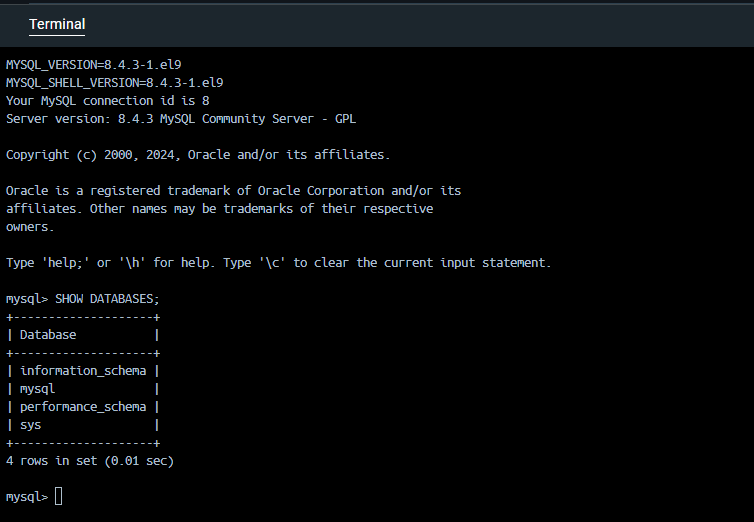 Terminal
MYSQL_VERSION=8.4.3-1.el9
MYSQL_SHELL_VERSION=8.4.3-1.el9
Your MySQL connection id is 8
Server version: 8.4.3 MySQL Community Server - GPL
Copyright (c) 2000, 2024, Oracle and/or its affiliates.
Oracle is a registered trademark of Oracle Corporation and/or its
affiliates. Other names may be trademarks of their respective
owners.
Type 'help;' or '\h' for help. Type '\c' to clear the current input statement.
mysql> SHOW DATABASES;
+--------------------+
| Database           |
+--------------------+
| information_schema |
| mysql              |
| performance_schema |
| sys                |
+--------------------+
4 rows in set (0.01 sec)
mysql>